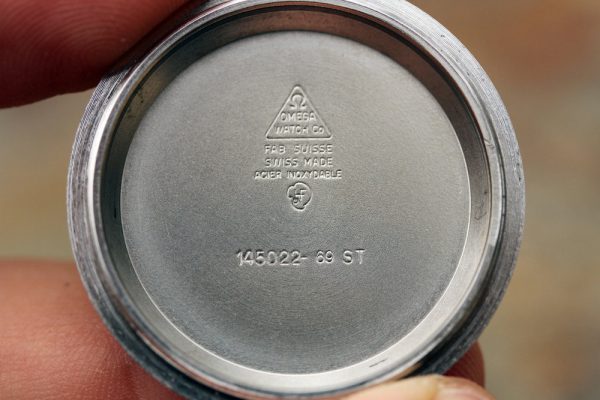 Ω
OMEGA
WATCH Co
FAB SUISSE
SWISS MADE
ACIER INOXYDABLE
145022- 69 ST